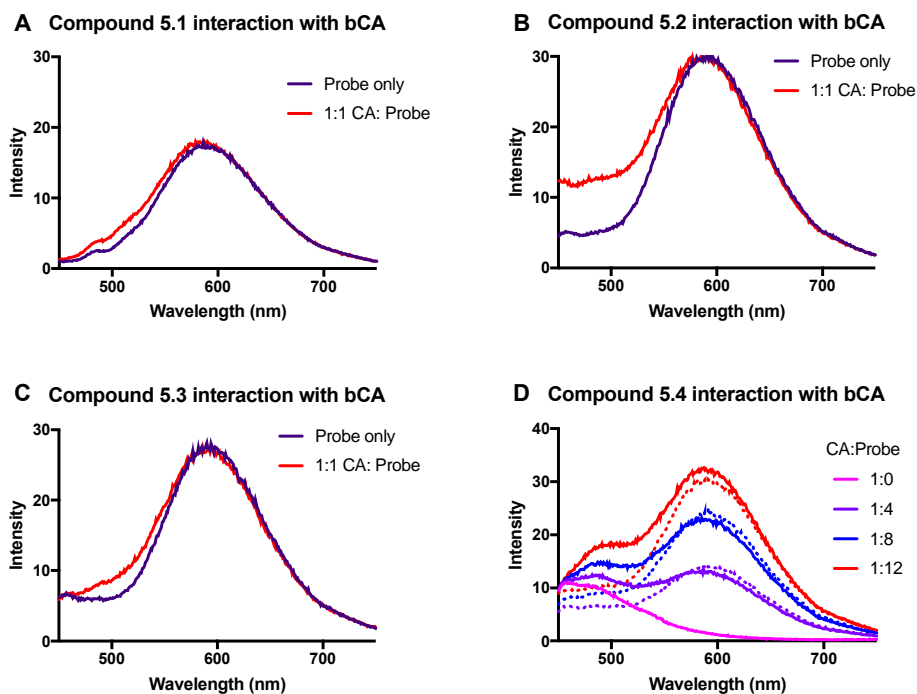 A Compound 5.1 interaction with bCA
30
20
10
0
500
600
700
Intensity
Wavelength (nm)
Probe only
1:1 CA: Probe
B Compound 5.2 interaction with bCA
30
20
10
0
500
600
700
Intensity
Wavelength (nm)
Probe only
1:1 CA: Probe
C Compound 5.3 interaction with bCA
30
20
10
0
500
600
700
Intensity
Wavelength (nm)
Probe only
1:1 CA: Probe
D Compound 5.4 interaction with bCA
40
30
20
10
0
500
600
700
Intensity
Wavelength (nm)
CA:Probe
1:0
1:4
1:8
1:12